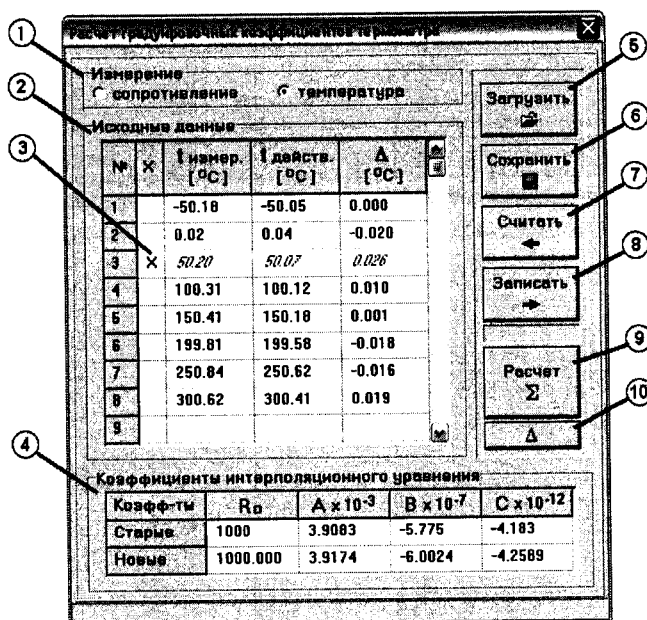 Расчет градуировочных коэффициентов термометра
1
Измерение
сопротивление температура
2
Исходные данные
3
№ X t измер. [°C] t действ. [°C] Δ [°C]
1 -50.18 -50.05 0.000
2 0.02 0.04 -0.020
3 X 50.20 50.07 0.026
4 100.31 100.12 0.010
5 150.41 150.18 0.001
6 199.81 199.58 -0.018
7 250.84 250.62 -0.016
8 300.62 300.41 0.019
9
4
Коэффициенты интерполяционного уравнения
Коэфф-ты R₀ A x 10⁻³ B x 10⁻⁷ C x 10⁻¹²
Старые 1000 3.9083 -5.775 -4.183
Новые 1000.000 3.9174 -6.0024 -4.2589
5
Загрузить
6
Сохранить
7
Считать
8
Записать
9
Расчет
Σ
10
Δ